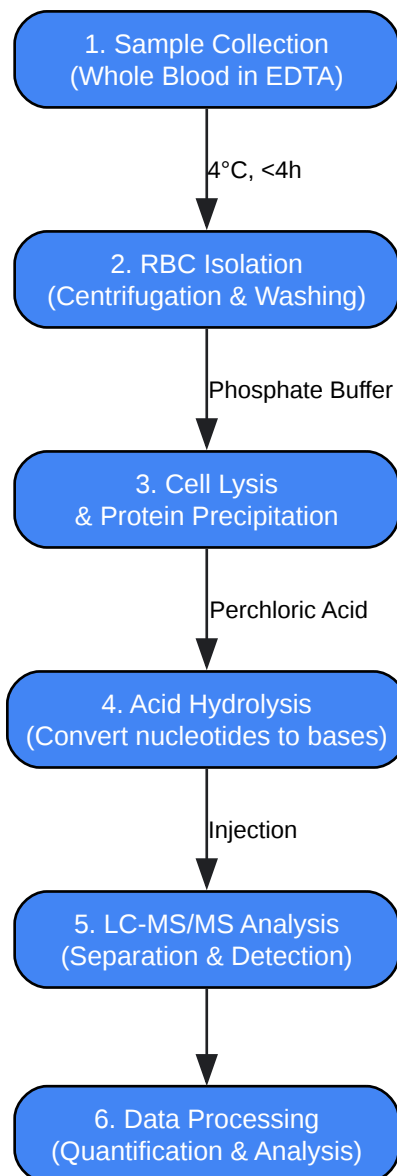 1. Sample Collection
(Whole Blood in EDTA)
4°C, <4h
2. RBC Isolation
(Centrifugation & Washing)
Phosphate Buffer
3. Cell Lysis
& Protein Precipitation
Perchloric Acid
4. Acid Hydrolysis
(Convert nucleotides to bases)
Injection
5. LC-MS/MS Analysis
(Separation & Detection)
6. Data Processing
(Quantification & Analysis)